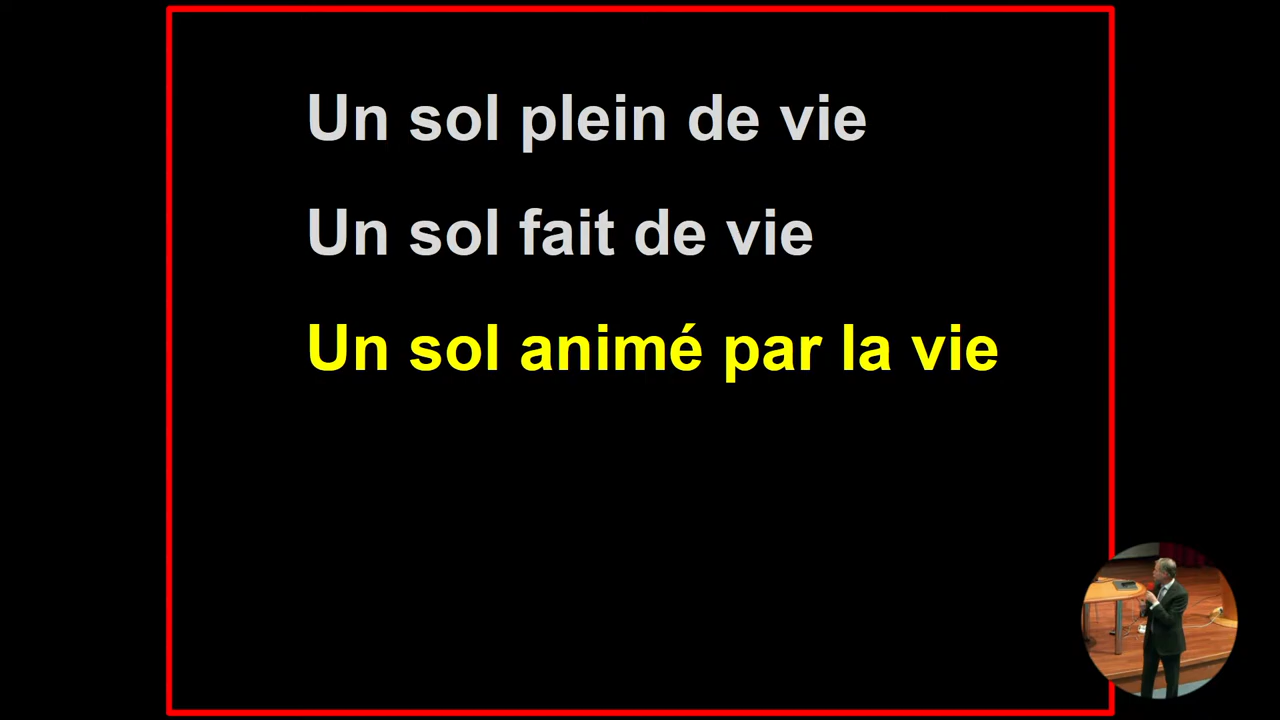 Un sol plein de vie
Un sol fait de vie
Un sol animé par la vie